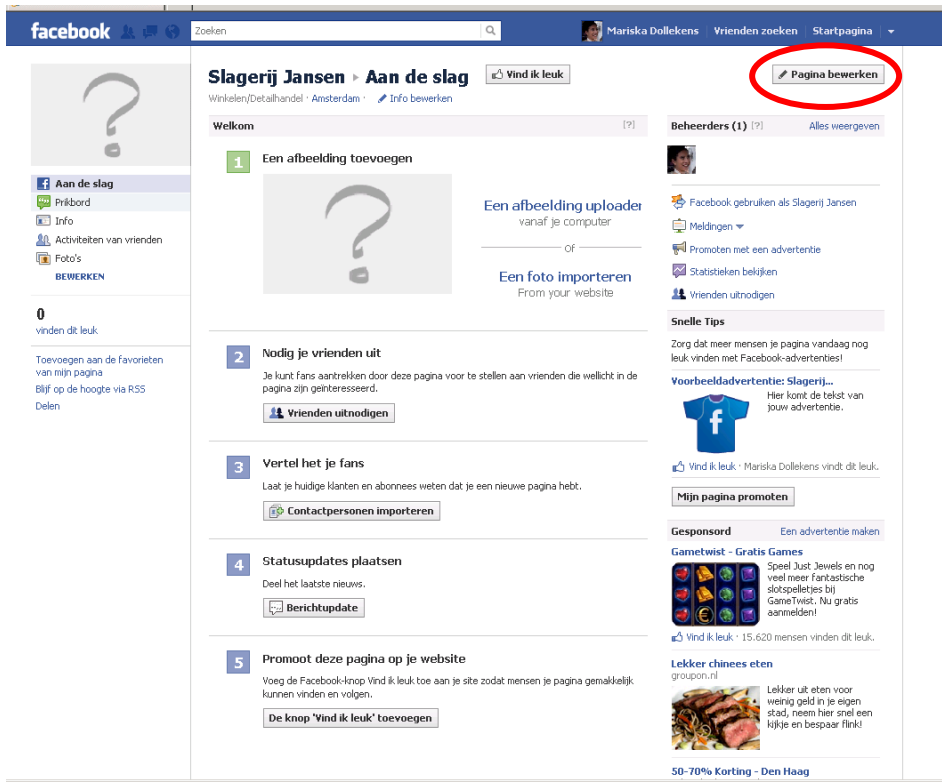 facebook
Zoeken
Mariska Dollekens
Vrienden zoeken
Startpagina
Slagerij Jansen ▸ Aan de slag
Vind ik leuk
Pagina bewerken
Winkelen/Detailhandel · Amsterdam ·
Info bewerken
Aan de slag
Prikbord
Info
Activiteiten van vrienden
Foto's
BEWERKEN
0
vinden dit leuk
Toevoegen aan de favorieten
van mijn pagina
Blijf op de hoogte via RSS
Delen
Welkom
[?]
1
Een afbeelding toevoegen
Een afbeelding uploader
vanaf je computer
OF
Een foto importeren
From your website
2
Nodig je vrienden uit
Je kunt fans aantrekken door deze pagina voor te stellen aan vrienden die wellicht in de
pagina zijn geïnteresseerd.
Vrienden uitnodigen
3
Vertel het je fans
Laat je huidige klanten en abonnees weten dat je een nieuwe pagina hebt.
Contactpersonen importeren
4
Statusupdates plaatsen
Deel het laatste nieuws.
Berichtupdate
5
Promoot deze pagina op je website
Voeg de Facebook-knop Vind ik leuk toe aan je site zodat mensen je pagina gemakkelijk
kunnen vinden en volgen.
De knop 'Vind ik leuk' toevoegen
Beheerders (1) [?]
Alles weergeven
Facebook gebruiken als Slagerij Jansen
Meldingen
Promoten met een advertentie
Statistieken bekijken
Vrienden uitnodigen
Snelle Tips
Zorg dat meer mensen je pagina vandaag nog
leuk vinden met Facebook-advertenties!
Voorbeeldadvertentie: Slagerij...
Hier komt de tekst van
jouw advertentie.
f
Vind ik leuk · Mariska Dollekens vindt dit leuk.
Mijn pagina promoten
Gesponsord
Een advertentie maken
Gametwist - Gratis Games
Speel Just Jewels en nog
veel meer fantastische
slotspelletjes bij
GameTwist. Nu gratis
aanmelden!
Vind ik leuk · 15.620 mensen vinden dit leuk.
Lekker chinees eten
groupon.nl
Lekker uit eten voor
weinig geld in je eigen
stad, neem hier snel een
kijkje en bespaar flink!
50-70% Korting - Den Haag